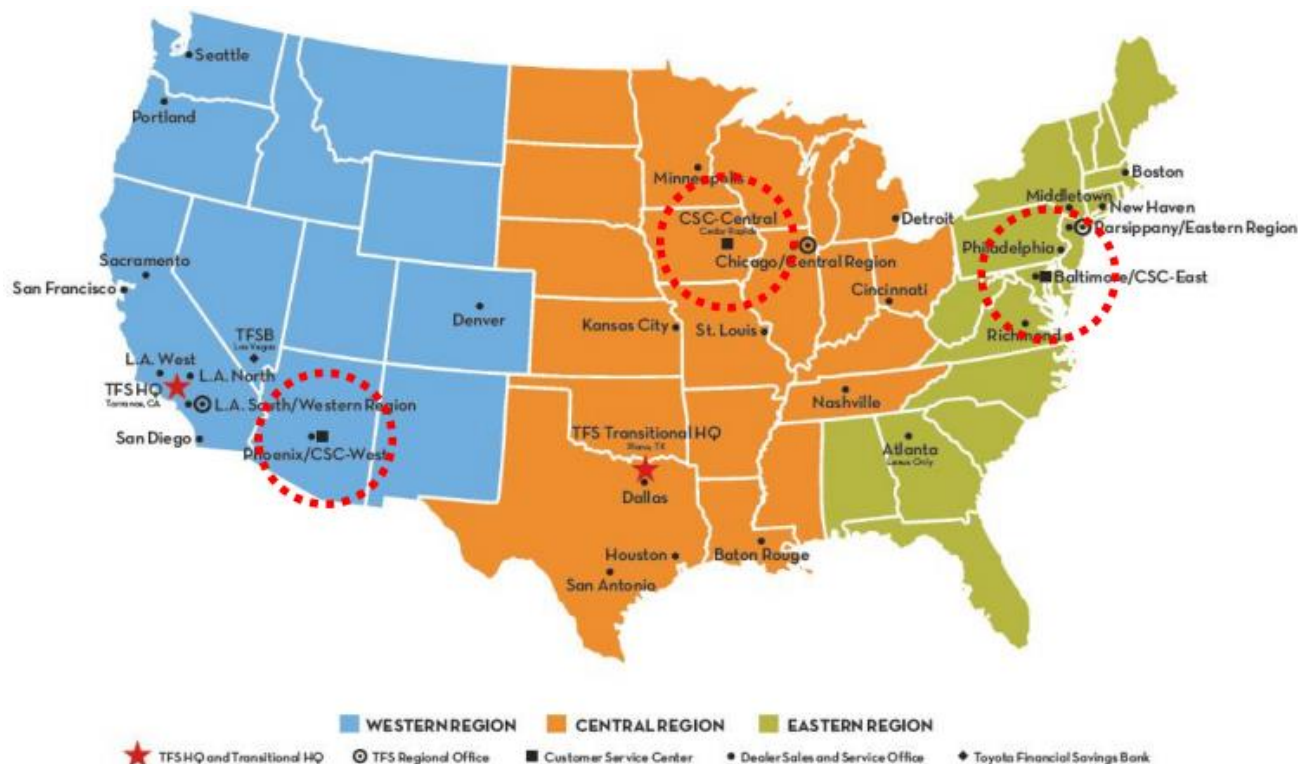 Seattle
Portland
Minneapolis
Boston
Middletown
New Haven
CSC-Central
Cedar Rapids
Detroit
Parsippany/Eastern Region
Philadelphia
Chicago/Central Region
Sacramento
San Francisco
Baltimore/CSC-East
Cincinnati
Denver
Kansas City
St. Louis
Richmond
TFSB
Las Vegas
L.A. West
L.A. North
TFS HQ
Torrance, CA
L.A. South/Western Region
Nashville
San Diego
Phoenix/CSC-West
TFS Transitional HQ
Plano, TX
Atlanta
Lexus Only
Dallas
Houston
Baton Rouge
San Antonio
WESTERN REGION
CENTRAL REGION
EASTERN REGION
TFS HQ and Transitional HQ
TFS Regional Office
Customer Service Center
Dealer Sales and Service Office
Toyota Financial Savings Bank